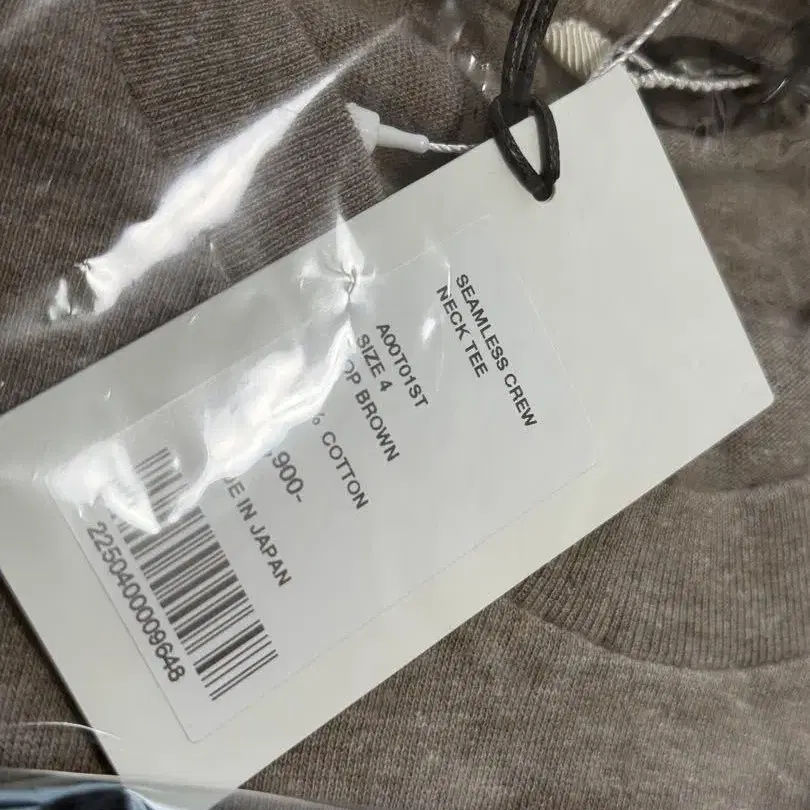 SEAMLESS CREW
NECK TEE
A00T01ST
SIZE 4
BROWN
COTTON
900-
IN JAPAN
2250400009648